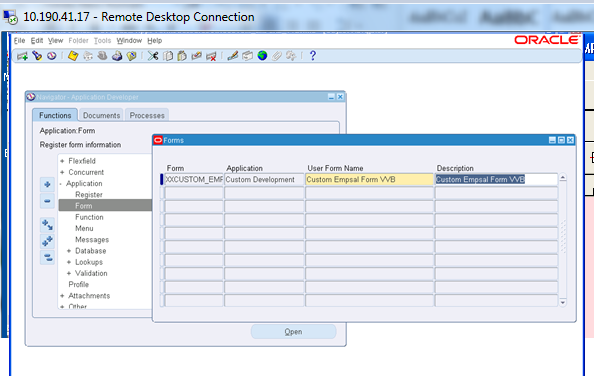 10.190.41.17 - Remote Desktop Connection
File Edit View Folder Tools Window Help
ORACLE
Navigator - Application Developer
Functions Documents Processes
Application:Form
Register form information
+ Flexfield
+ Concurrent
- Application
Register
Form
Function
Menu
Messages
+ Database
+ Lookups
+ Validation
Profile
+ Attachments
+ Other
Open
Forms
Form Application User Form Name Description
XXCUSTOM_EMF Custom Development Custom Empsal Form VVB Custom Empsal Form VVB